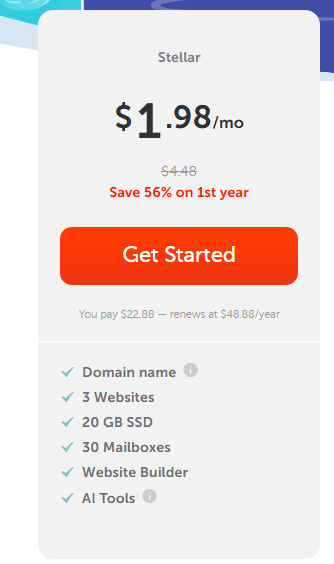 Stellar
$1.98/mo
$4.48
Save 56% on 1st year
Get Started
You pay $22.88 — renews at $48.88/year
Domain name
3 Websites
20 GB SSD
30 Mailboxes
Website Builder
AI Tools